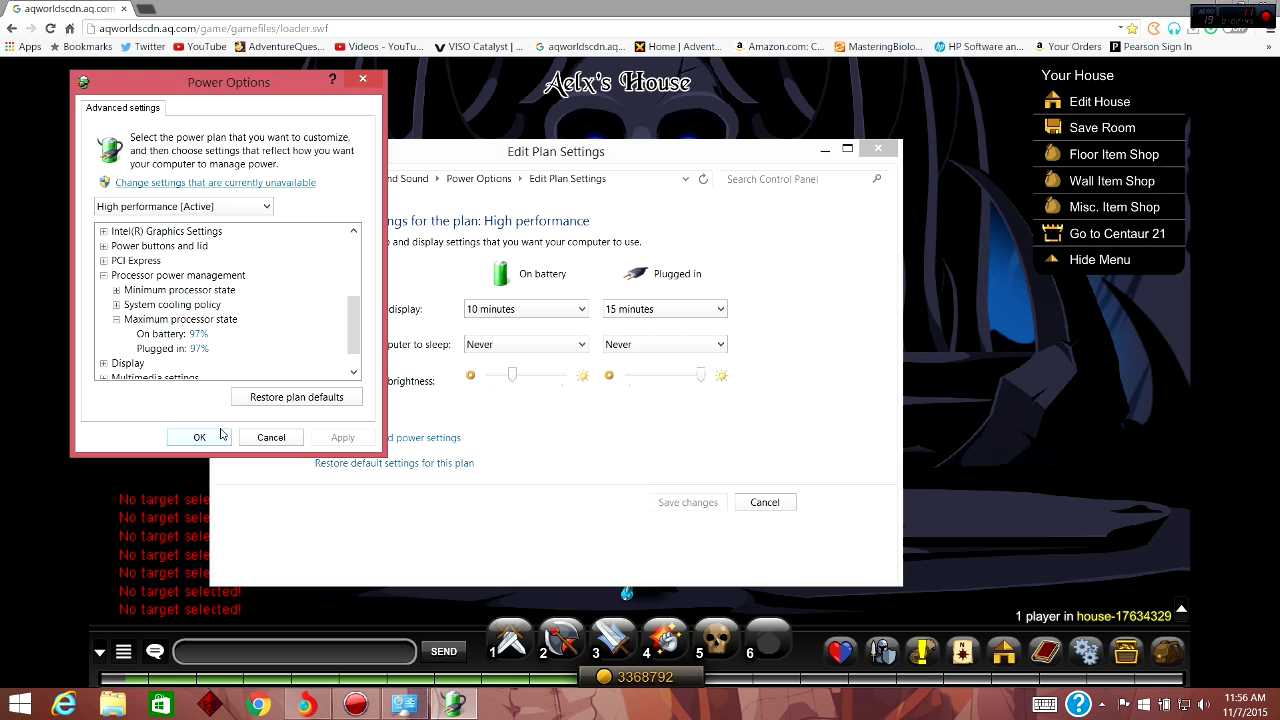 aqworldscdn.aq.com/
aqworldscdn.aq.com/game/gamefiles/loader.swf
Apps Bookmarks Twitter YouTube AdventureQues Videos - YouTu VISO Catalyst aqworldscdn.aq.com Home | Advent Amazon.com: C MasteringBiolo HP Software an Your Orders Pearson Sign In
AERO
19
11
0:02:45
Aelx's House
Your House
Edit House
Save Room
Floor Item Shop
Wall Item Shop
Misc. Item Shop
Go to Centaur 21
Hide Menu
Power Options
?
Advanced settings
Select the power plan that you want to customize,
and then choose settings that reflect how you want
your computer to manage power.
Change settings that are currently unavailable
High performance [Active]
Intel(R) Graphics Settings
Power buttons and lid
PCI Express
Processor power management
Minimum processor state
System cooling policy
Maximum processor state
On battery: 97%
Plugged in: 97%
Display
Multimedia settings
Restore plan defaults
OK Cancel Apply
Edit Plan Settings
nd Sound Power Options Edit Plan Settings
Search Control Panel
ngs for the plan: High performance
p and display settings that you want your computer to use.
On battery Plugged in
display: 10 minutes 15 minutes
puter to sleep: Never Never
brightness:
d power settings
Restore default settings for this plan
Save changes Cancel
No target sele
No target sele
No target sele
No target sele
No target sele
No target selected!
No target selected!
1 player in house-17634329
SEND
1 2 3 4 5 6
3368792
11:56 AM
11/7/2015